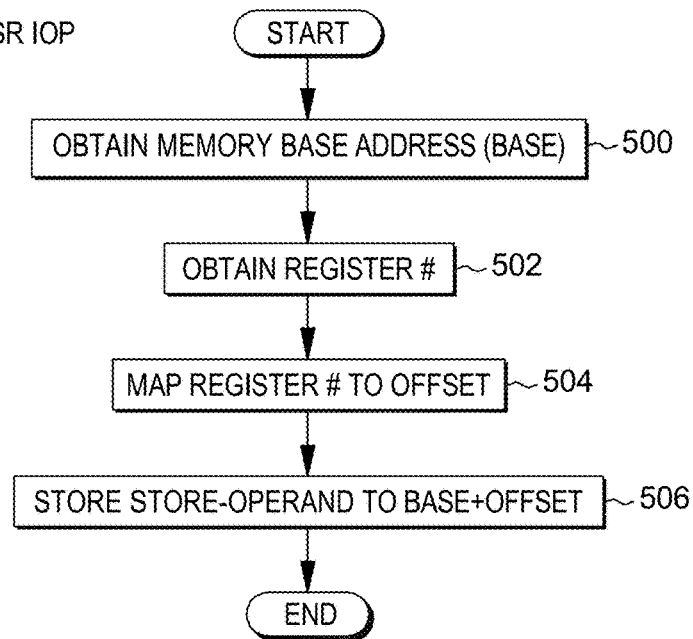 SR IOP
START
OBTAIN MEMORY BASE ADDRESS (BASE)
500
OBTAIN REGISTER #
502
MAP REGISTER # TO OFFSET
504
STORE STORE-OPERAND TO BASE+OFFSET
506
END